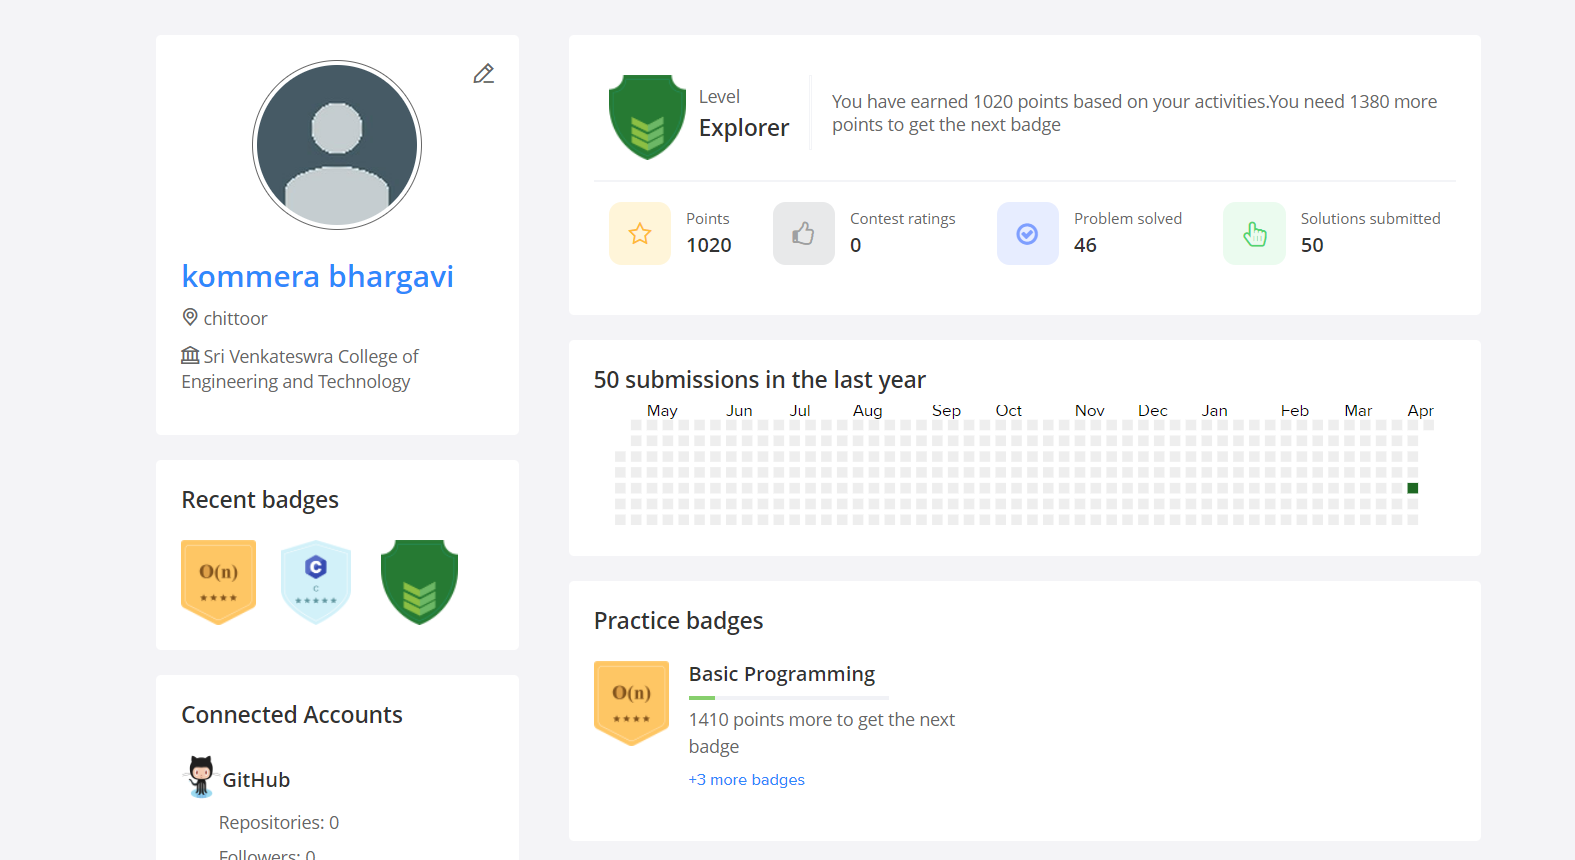 kommera bhargavi
chittoor
Sri Venkateswra College of
Engineering and Technology
Recent badges
O(n)
C
C
Connected Accounts
GitHub
Repositories: 0
Followers: 0
Level
Explorer
You have earned 1020 points based on your activities.You need 1380 more
points to get the next badge
Points
1020
Contest ratings
0
Problem solved
46
Solutions submitted
50
50 submissions in the last year
May Jun Jul Aug Sep Oct Nov Dec Jan Feb Mar Apr
Practice badges
O(n)
Basic Programming
1410 points more to get the next
badge
+3 more badges